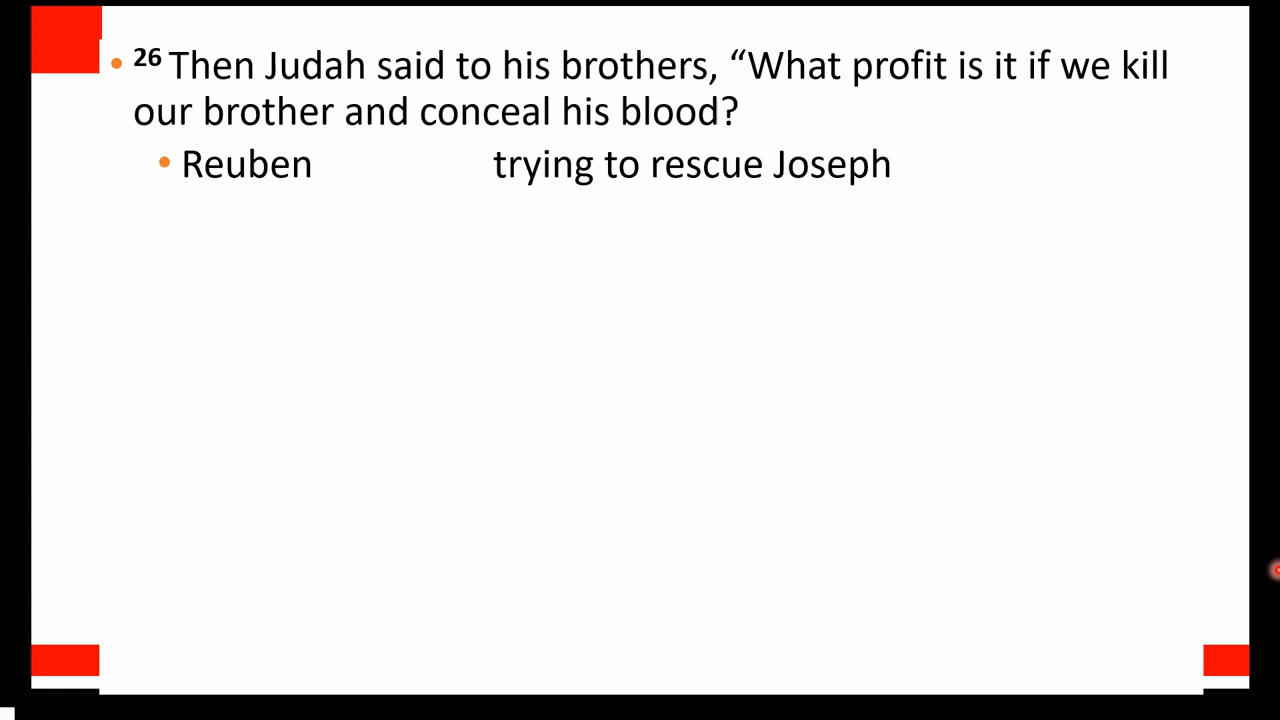 • 26 Then Judah said to his brothers, “What profit is it if we kill
our brother and conceal his blood?
• Reuben trying to rescue Joseph